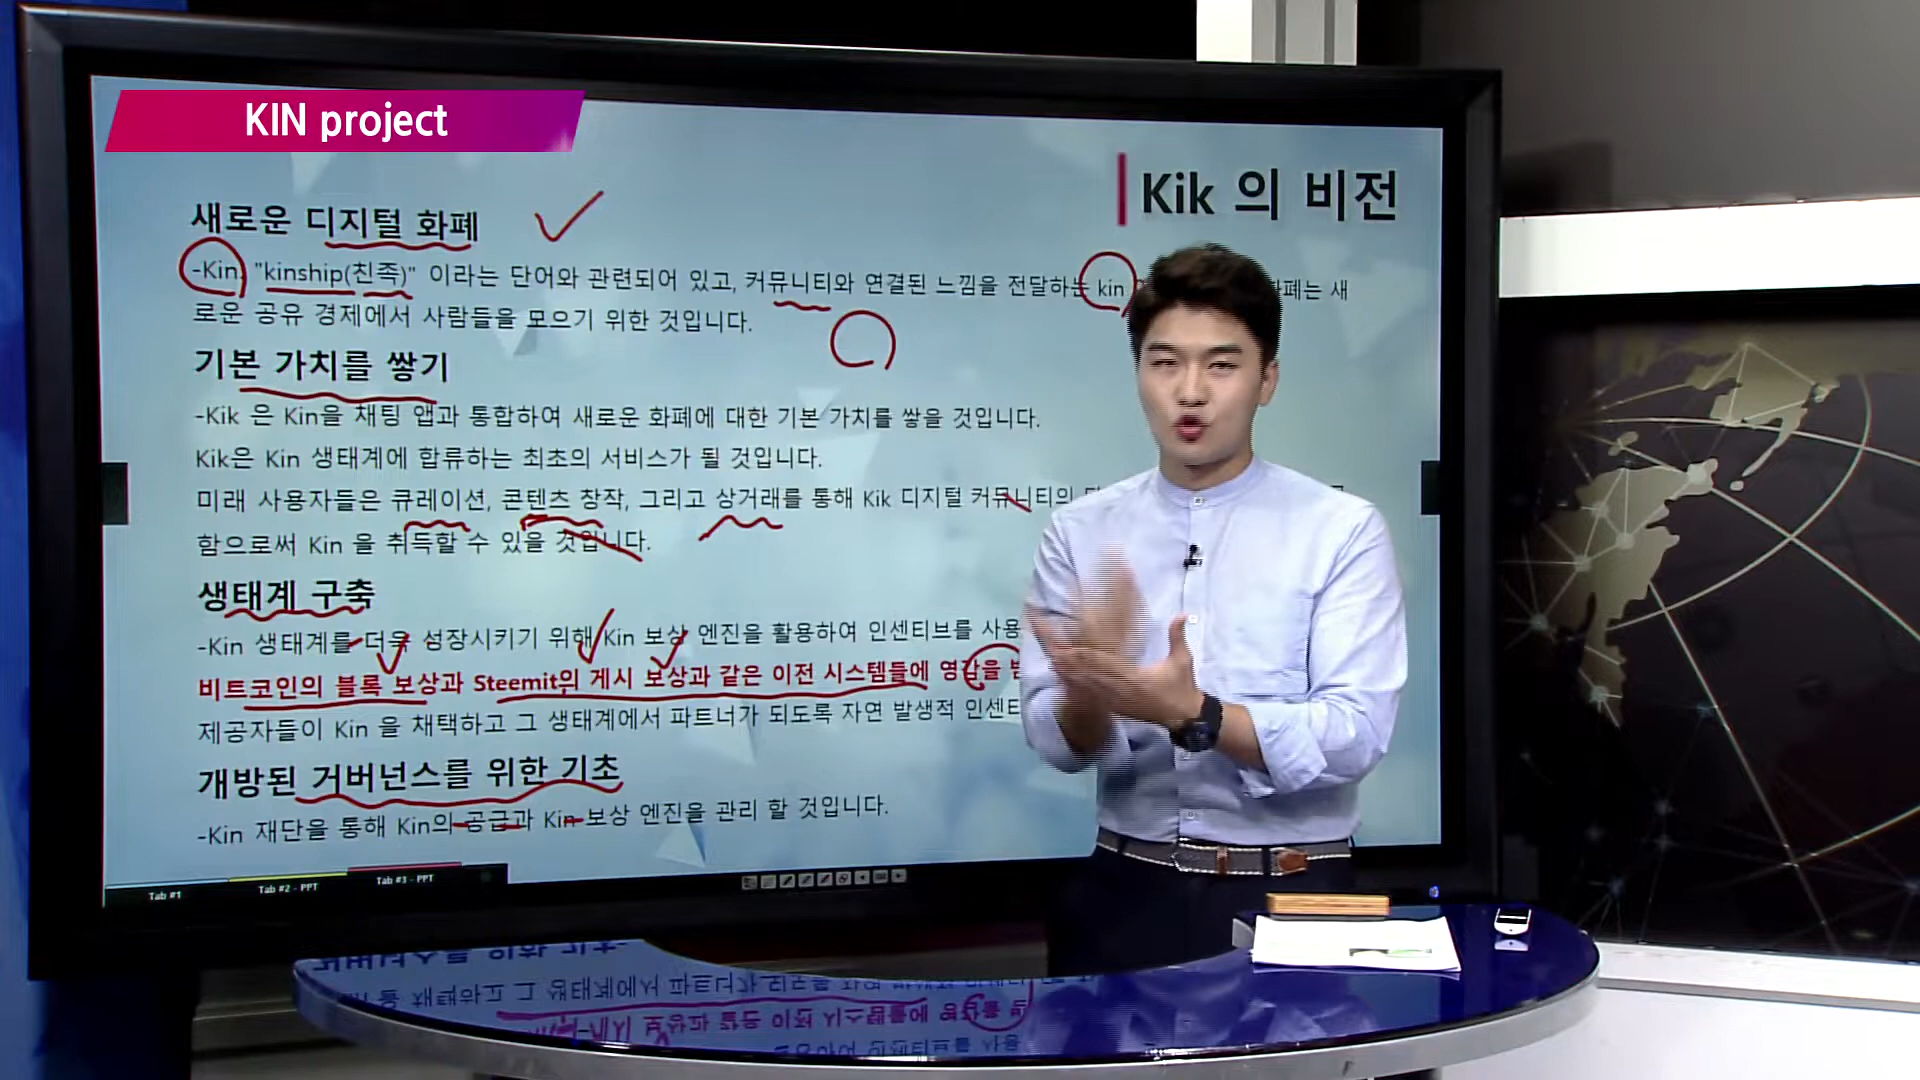 KIN project
Kik 의 비전
새로운 디지털 화폐
-Kin, "kinship(친족)" 이라는 단어와 관련되어 있고, 커뮤니티와 연결된 느낌을 전달하는 kin 화폐는 새
로운 공유 경제에서 사람들을 모으기 위한 것입니다.
기본 가치를 쌓기
-Kik 은 Kin을 채팅 앱과 통합하여 새로운 화폐에 대한 기본 가치를 쌓을 것입니다.
Kik은 Kin 생태계에 합류하는 최초의 서비스가 될 것입니다.
미래 사용자들은 큐레이션, 콘텐츠 창작, 그리고 상거래를 통해 Kik 디지털 커뮤니티의
함으로써 Kin 을 취득할 수 있을 것입니다.
생태계 구축
-Kin 생태계를 더욱 성장시키기 위해 Kin 보상 엔진을 활용하여 인센티브를 사용
비트코인의 블록 보상과 Steemit의 게시 보상과 같은 이전 시스템들에 영감을
제공자들이 Kin 을 채택하고 그 생태계에서 파트너가 되도록 자연 발생적 인센티
개방된 거버넌스를 위한 기초
-Kin 재단을 통해 Kin의 공급과 Kin 보상 엔진을 관리 할 것입니다.
Tab #1
Tab #2 - PPT
Tab #3 - PPT